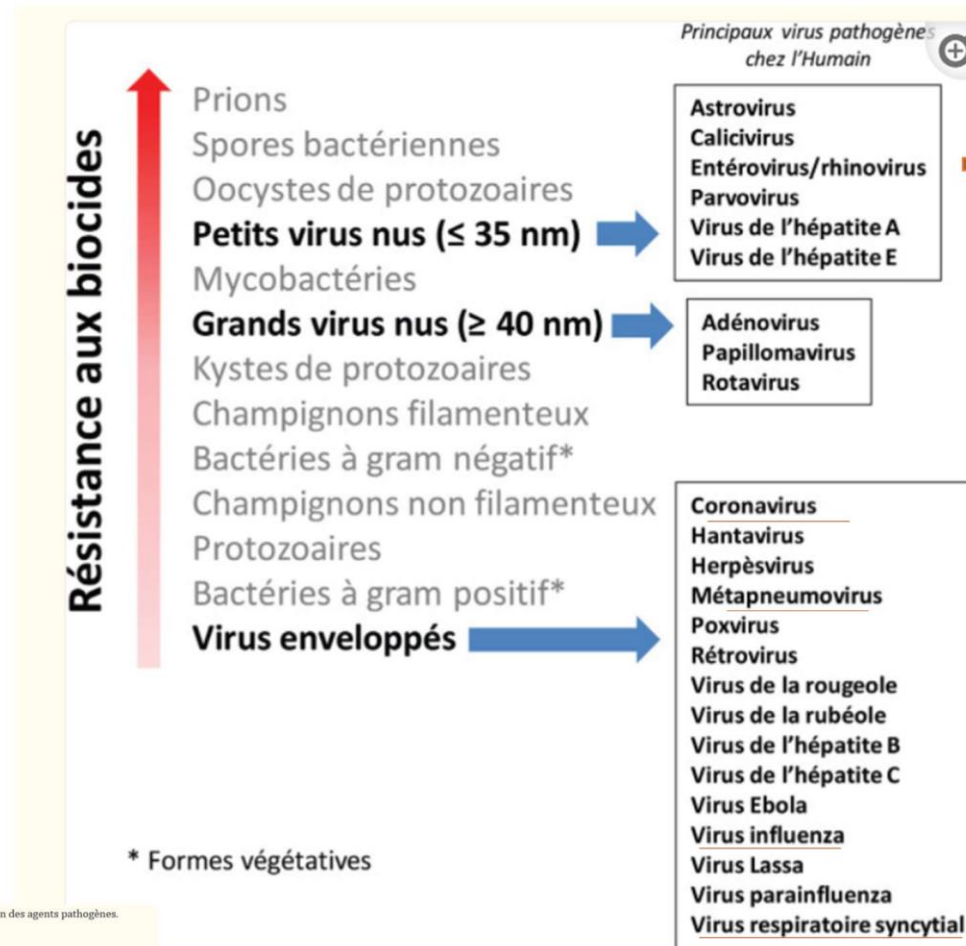 Principaux virus pathogènes
chez l'Humain
Résistance aux biocides
Prions
Spores bactériennes
Oocystes de protozoaires
Petits virus nus (≤ 35 nm)
Mycobactéries
Grands virus nus (≥ 40 nm)
Kystes de protozoaires
Champignons filamenteux
Bactéries à gram négatif*
Champignons non filamenteux
Protozoaires
Bactéries à gram positif*
Virus enveloppés
Astrovirus
Calicivirus
Entérovirus/rhinovirus
Parvovirus
Virus de l'hépatite A
Virus de l'hépatite E
Adénovirus
Papillomavirus
Rotavirus
Coronavirus
Hantavirus
Herpèsvirus
Métapneumovirus
Poxvirus
Rétrovirus
Virus de la rougeole
Virus de la rubéole
Virus de l'hépatite B
Virus de l'hépatite C
Virus Ebola
Virus influenza
Virus Lassa
Virus parainfluenza
Virus respiratoire syncytial
* Formes végétatives
n des agents pathogènes.